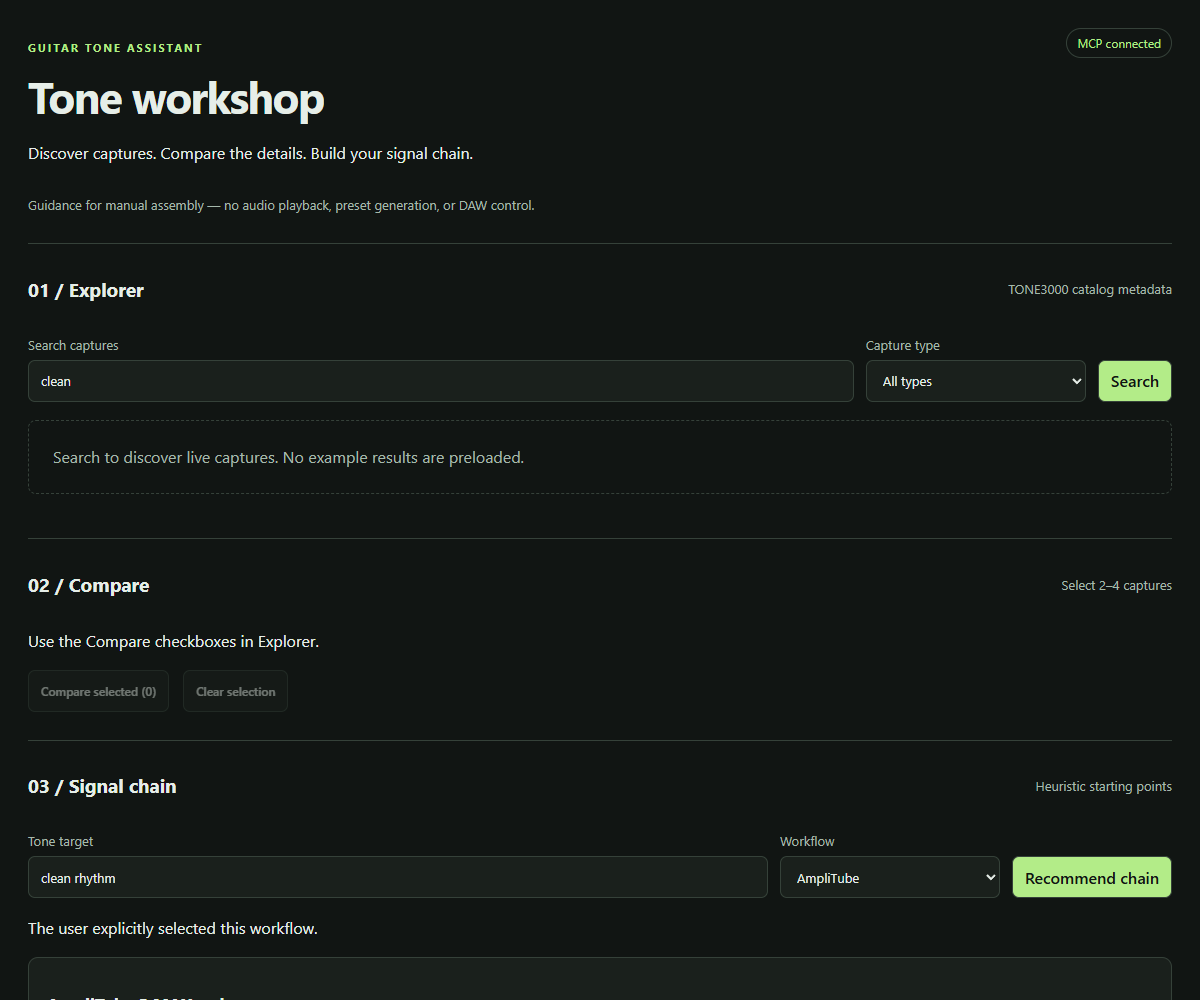 GUITAR TONE ASSISTANT
MCP connected
Tone workshop
Discover captures. Compare the details. Build your signal chain.
Guidance for manual assembly — no audio playback, preset generation, or DAW control.
01 / Explorer
TONE3000 catalog metadata
Search captures
Capture type
clean
All types
Search
Search to discover live captures. No example results are preloaded.
02 / Compare
Select 2–4 captures
Use the Compare checkboxes in Explorer.
Compare selected (0)
Clear selection
03 / Signal chain
Heuristic starting points
Tone target
Workflow
clean rhythm
AmpliTube
Recommend chain
The user explicitly selected this workflow.